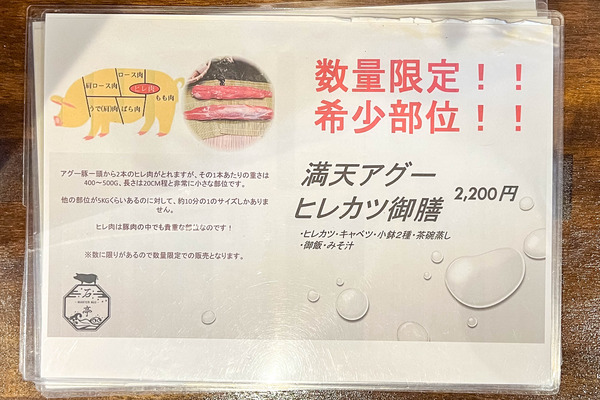 ロース肉
肩ロース肉
ヒレ肉
もも肉
うで(肩)肉
ばら肉
アグー豚一頭から2本のヒレ肉がとれますが、その1本あたりの重さは
400～500G、長さは20CM程と非常に小さな部位です。
他の部位が5KGくらいあるのに対して、約10分の1のサイズしかありま
せん。
ヒレ肉は豚肉の中でも貴重な部位なのです！
※数に限りがあるので数量限定での販売となります。
亭
数量限定！！
希少部位！！
満天アグー
ヒレカツ御膳
2,200円
・ヒレカツ・キャベツ・小鉢2種・茶碗蒸し
・御飯・みそ汁